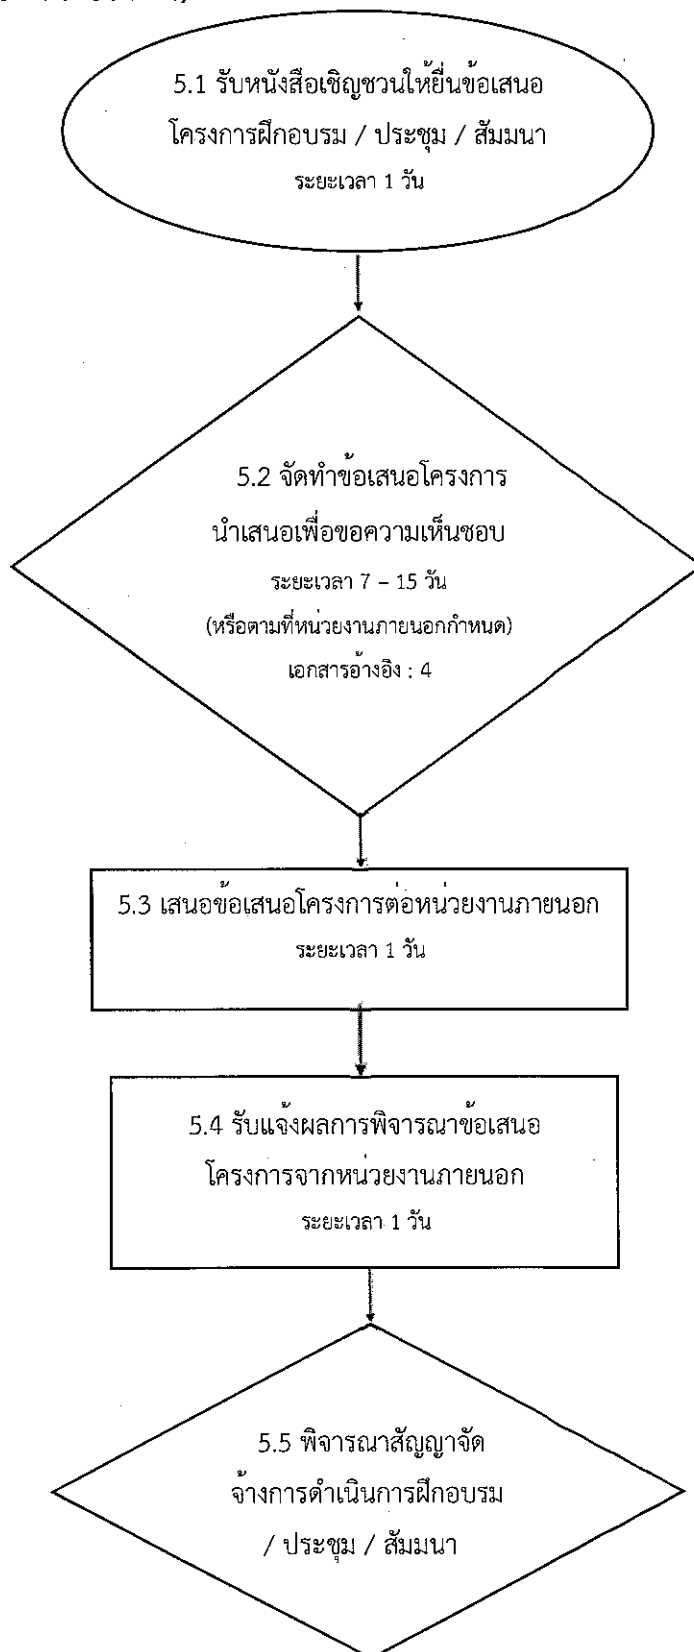 5.1 รับหนังสือเชิญชวนให้ยื่นข้อเสนอ
โครงการฝึกอบรม / ประชุม / สัมมนา
ระยะเวลา 1 วัน
5.2 จัดทำข้อเสนอโครงการ
นำเสนอเพื่อขอความเห็นชอบ
ระยะเวลา 7 – 15 วัน
(หรือตามที่หน่วยงานภายนอกกำหนด)
เอกสารอ้างอิง : 4
5.3 เสนอข้อเสนอโครงการต่อหน่วยงานภายนอก
ระยะเวลา 1 วัน
5.4 รับแจ้งผลการพิจารณาข้อเสนอ
โครงการจากหน่วยงานภายนอก
ระยะเวลา 1 วัน
5.5 พิจารณาสัญญาจัด
จ้างการดำเนินการฝึกอบรม
/ ประชุม / สัมมนา